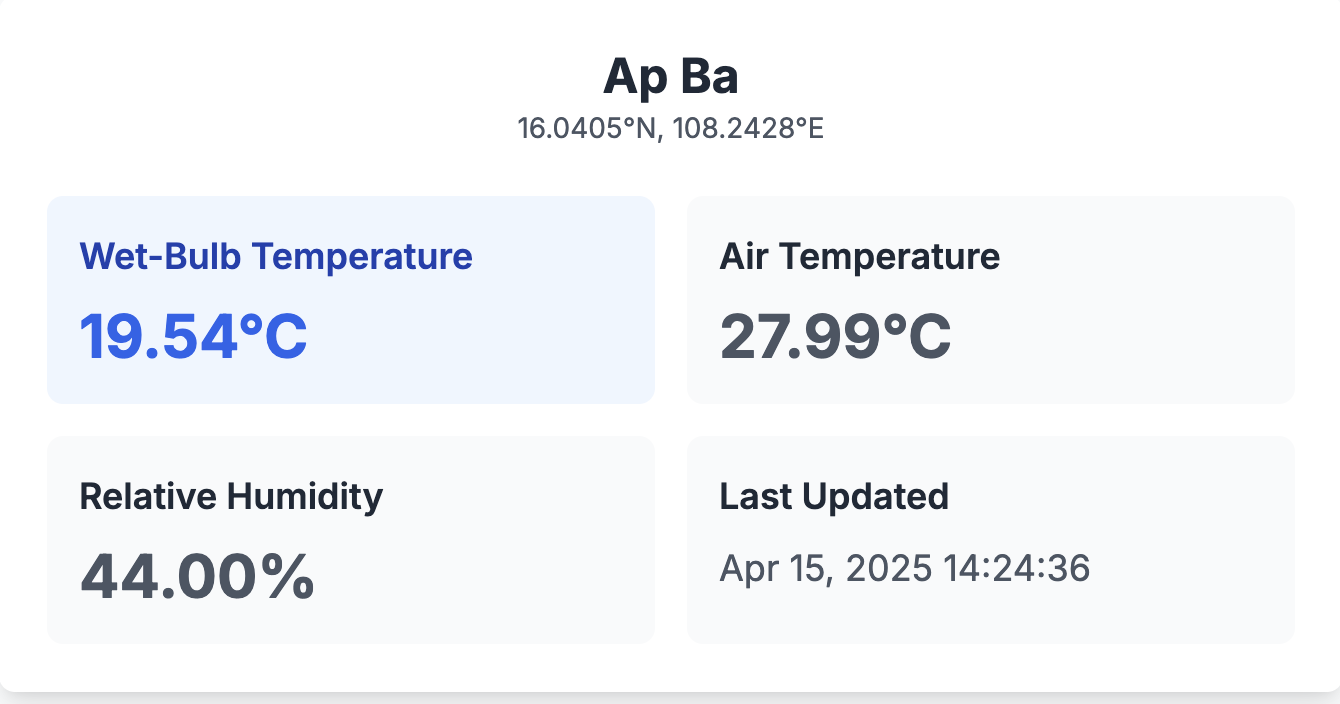 Ap Ba
16.0405°N, 108.2428°E
Wet-Bulb Temperature
19.54°C
Air Temperature
27.99°C
Relative Humidity
44.00%
Last Updated
Apr 15, 2025 14:24:36